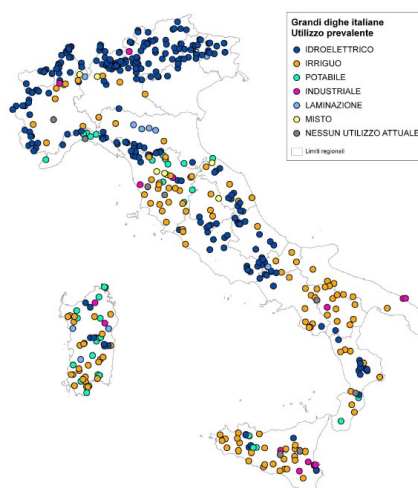 Grandi dighe italiane
Utilizzo prevalente
IDROELETTRICO
IRRIGUO
POTABILE
INDUSTRIALE
LAMINAZIONE
MISTO
NESSUN UTILIZZO ATTUALE
Limiti regionali